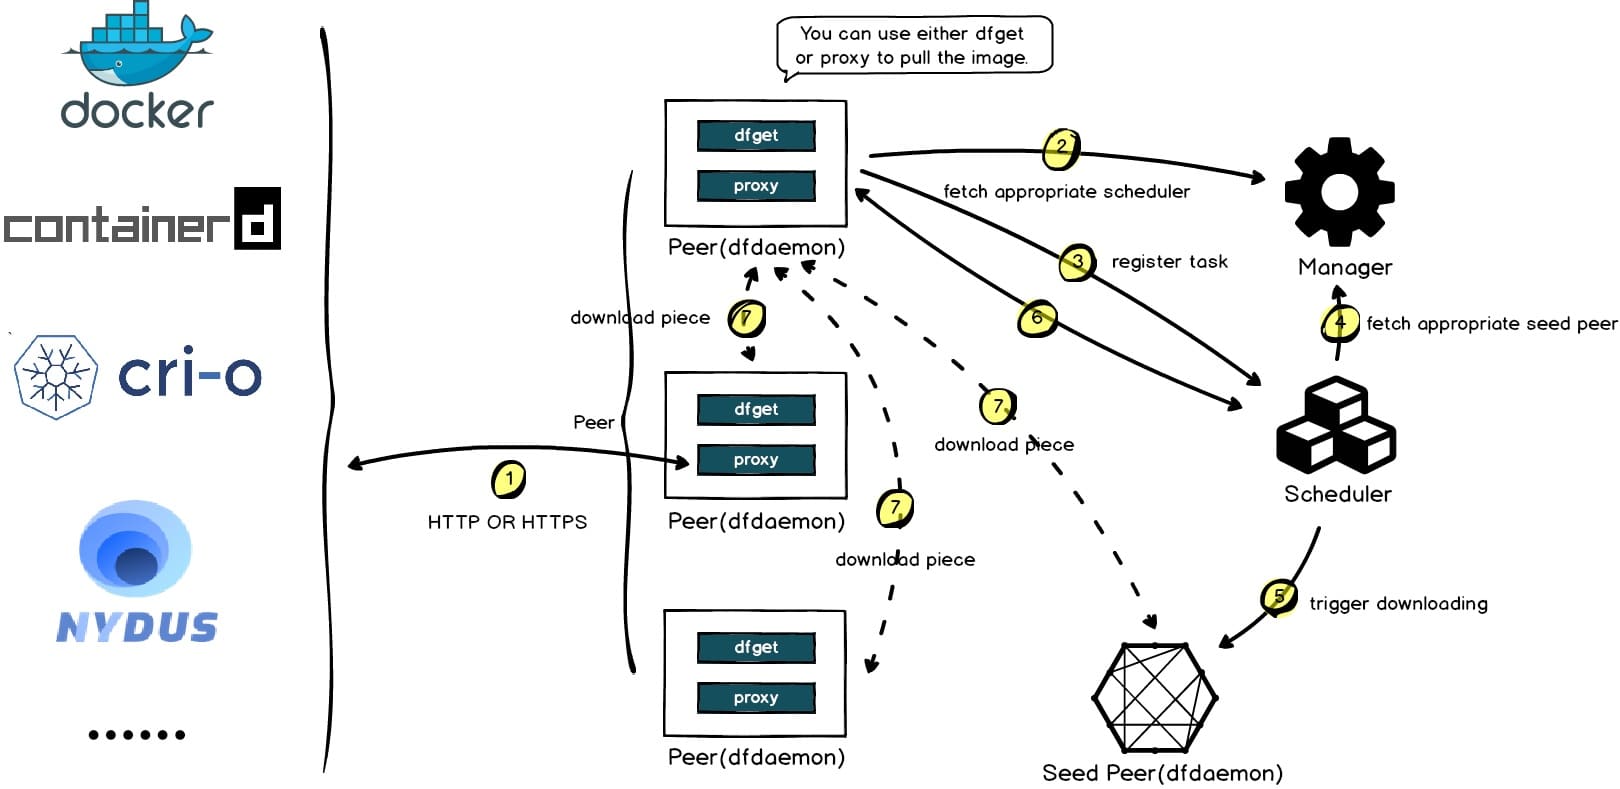 docker
containerd
cri-o
NYDUS
......
You can use either dfget
or proxy to pull the image.
dfget
proxy
Peer(dfdaemon)
2
fetch appropriate scheduler
3
register task
6
Manager
4
fetch appropriate seed peer
download piece
7
7
download piece
Peer
dfget
proxy
Peer(dfdaemon)
1
HTTP OR HTTPS
Scheduler
7
download piece
5
trigger downloading
dfget
proxy
Peer(dfdaemon)
Seed Peer(dfdaemon)